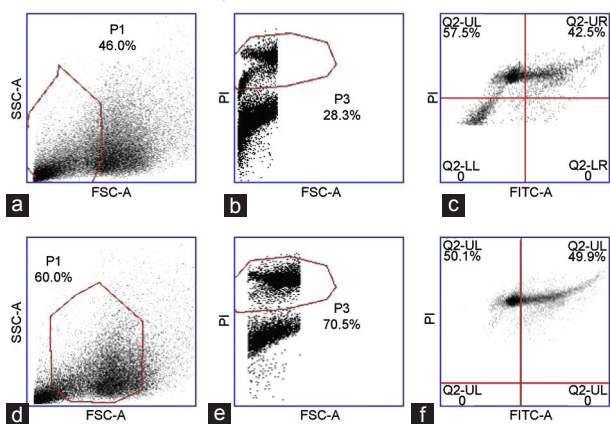 P1
46.0%
SSC-A
FSC-A
a
PI
P3
28.3%
FSC-A
b
Q2-UL
57.5%
Q2-UR
42.5%
PI
Q2-LL
0
Q2-LR
0
FITC-A
c
P1
60.0%
SSC-A
FSC-A
d
PI
P3
70.5%
FSC-A
e
Q2-UL
50.1%
Q2-UL
49.9%
PI
Q2-UL
0
Q2-UL
0
FITC-A
f